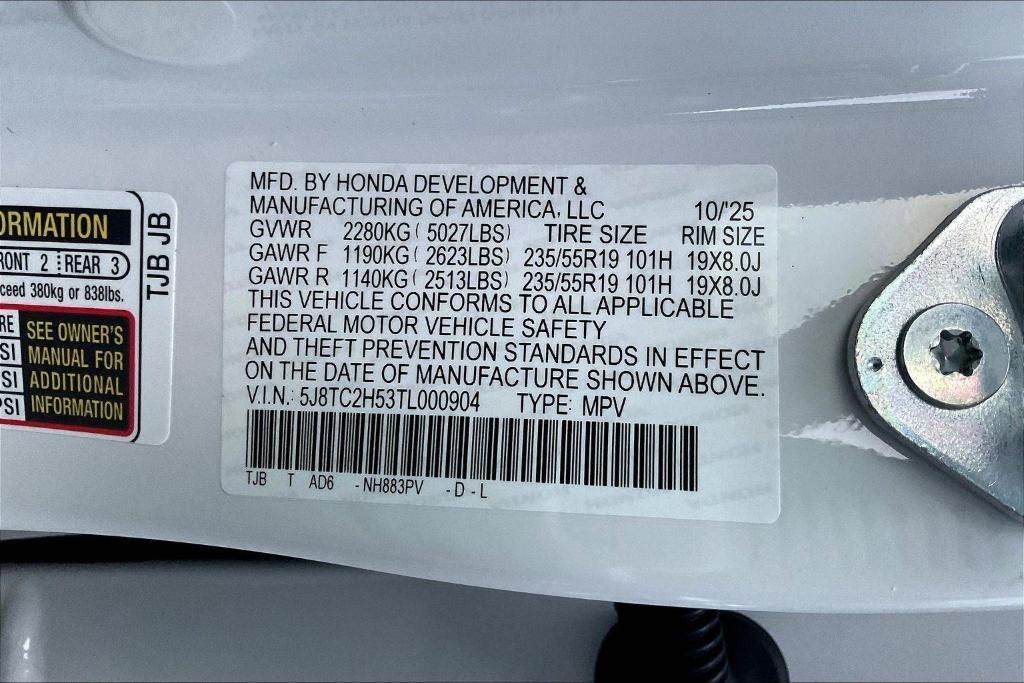 ORMATION
RONT 2 REAR 3
ceed 380kg or 838lbs.
RE
SI
SI
PSI
SEE OWNER'S
MANUAL FOR
ADDITIONAL
INFORMATION
TJB JB
MFD. BY HONDA DEVELOPMENT &
MANUFACTURING OF AMERICA, LLC 10/'25
GVWR 2280KG ( 5027LBS) TIRE SIZE RIM SIZE
GAWR F 1190KG ( 2623LBS) 235/55R19 101H 19X8.0J
GAWR R 1140KG ( 2513LBS) 235/55R19 101H 19X8.0J
THIS VEHICLE CONFORMS TO ALL APPLICABLE
FEDERAL MOTOR VEHICLE SAFETY
AND THEFT PREVENTION STANDARDS IN EFFECT
ON THE DATE OF MANUFACTURE SHOWN ABOVE.
V.I.N.: 5J8TC2H53TL000904 TYPE: MPV
TJB T AD6 -NH883PV -D-L